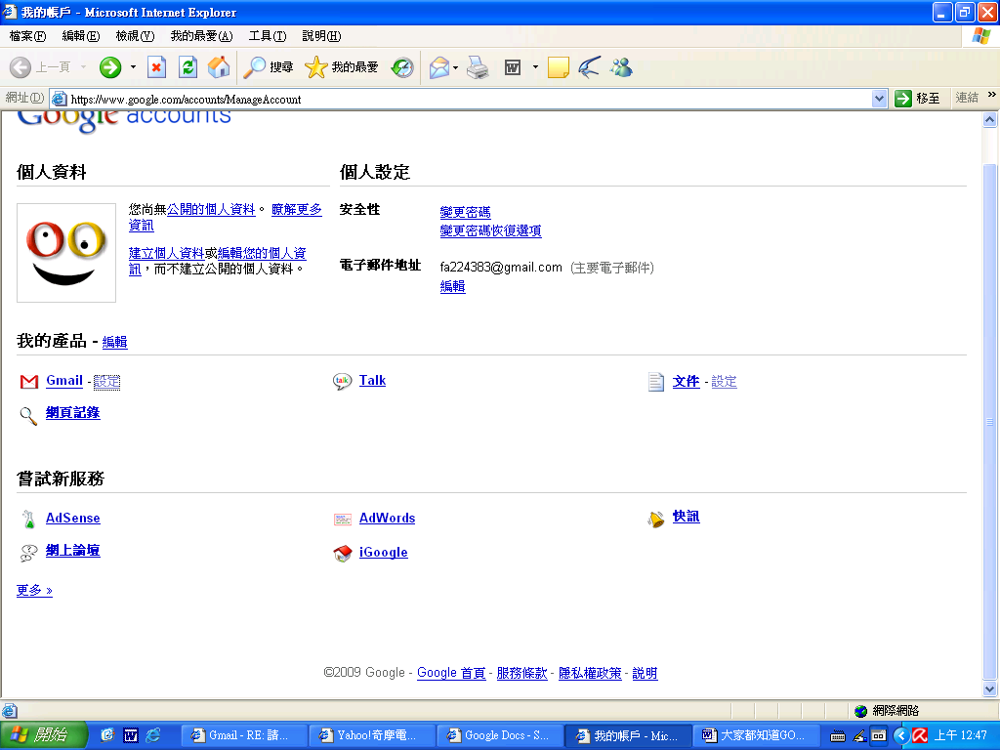 我的帳戶 - Microsoft Internet Explorer
檔案(F) 編輯(E) 檢視(V) 我的最愛(A) 工具(T) 說明(H)
上一頁 搜尋 我的最愛
網址(D) https://www.google.com/accounts/ManageAccount 移至 連結 »
Google accounts
個人資料 個人設定
您尚無公開的個人資料。 瞭解更多
資訊
建立個人資料或編輯您的個人資
訊，而不建立公開的個人資料。
安全性 變更密碼
變更密碼恢復選項
電子郵件地址 fa224383@gmail.com (主要電子郵件)
編輯
我的產品 - 編輯
Gmail - 設定 talk Talk 文件 - 設定
網頁記錄
嘗試新服務
AdSense AdWords 快訊
網上論壇 iGoogle
更多 »
©2009 Google - Google 首頁 - 服務條款 - 隱私權政策 - 說明
網際網路
開始 Gmail - RE: 請... Yahoo!奇摩電... Google Docs - S... 我的帳戶 - Mic... 大家都知道GO... 上午 12:47